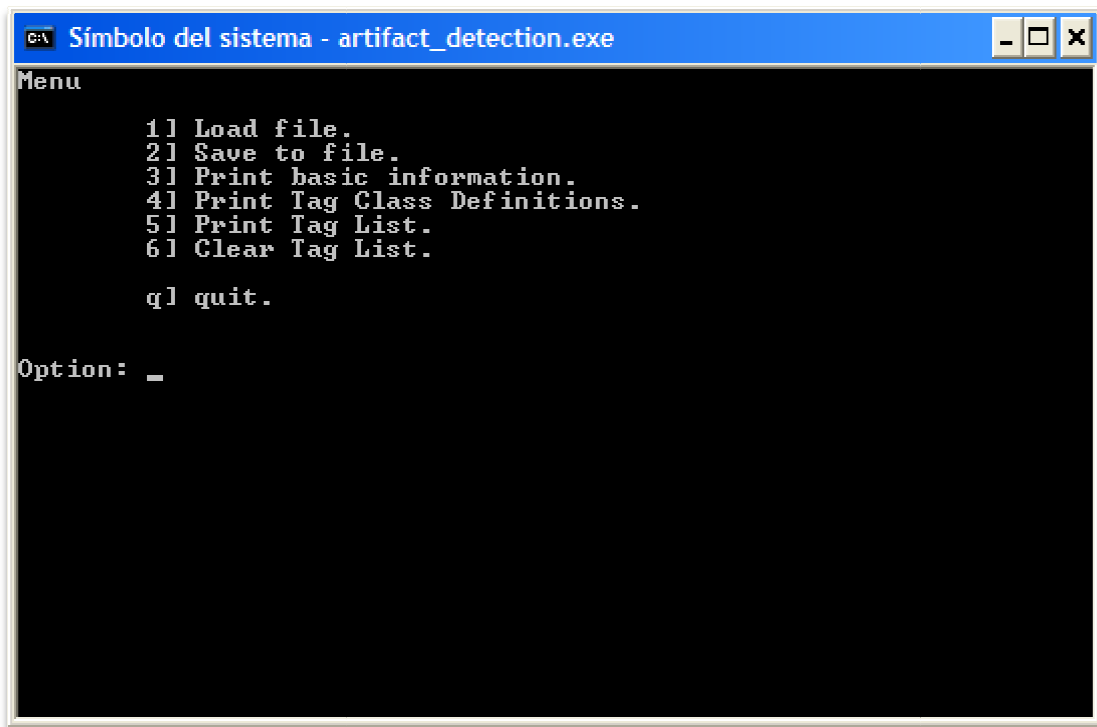 Símbolo del sistema - artifact_detection.exe
Menu
1] Load file.
2] Save to file.
3] Print basic information.
4] Print Tag Class Definitions.
5] Print Tag List.
6] Clear Tag List.
q] quit.
Option: _